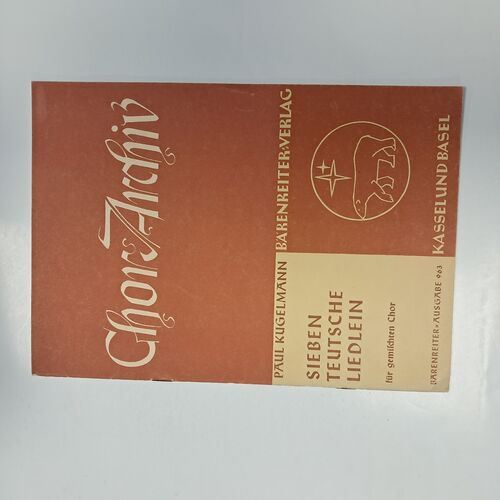 Chor-Archiv
BÄRENREITER-VERLAG
KASSEL UND BASEL
PAUL KUGELMANN
SIEBEN
TEUTSCHE
LIEDLEIN
für gemischten Chor
BÄRENREITER-AUSGABE 963